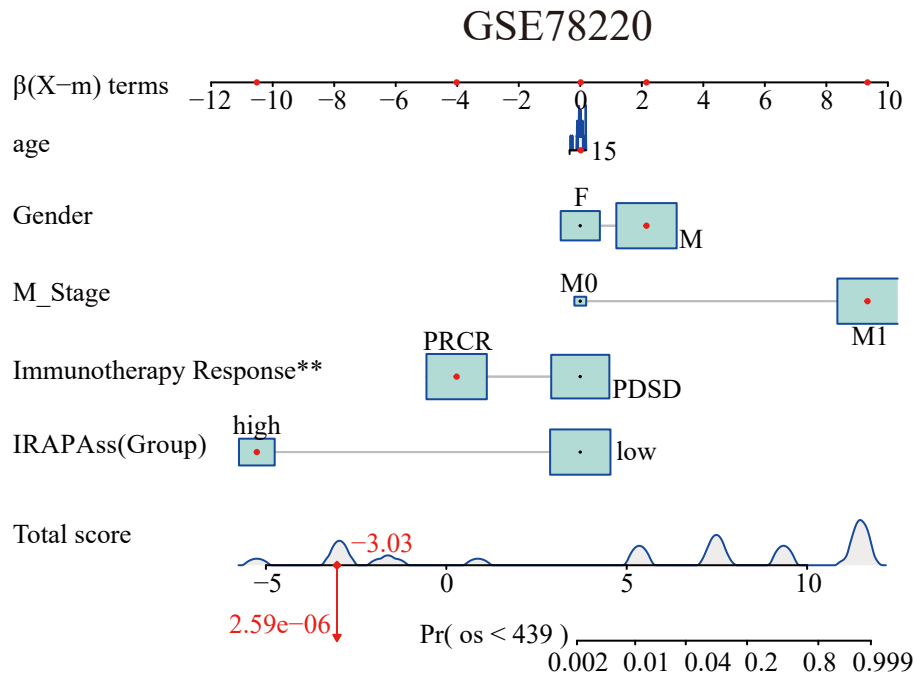 GSE78220
β(X−m) terms
−12 −10 −8 −6 −4 −2 0 2 4 6 8 10
age
15
Gender
F
M
M_Stage
M0
M1
Immunotherapy Response**
PRCR
PDSD
IRAPAss(Group)
high
low
Total score
−3.03
−5 0 5 10
2.59e−06
Pr( os < 439 )
0.002 0.01 0.04 0.2 0.8 0.999